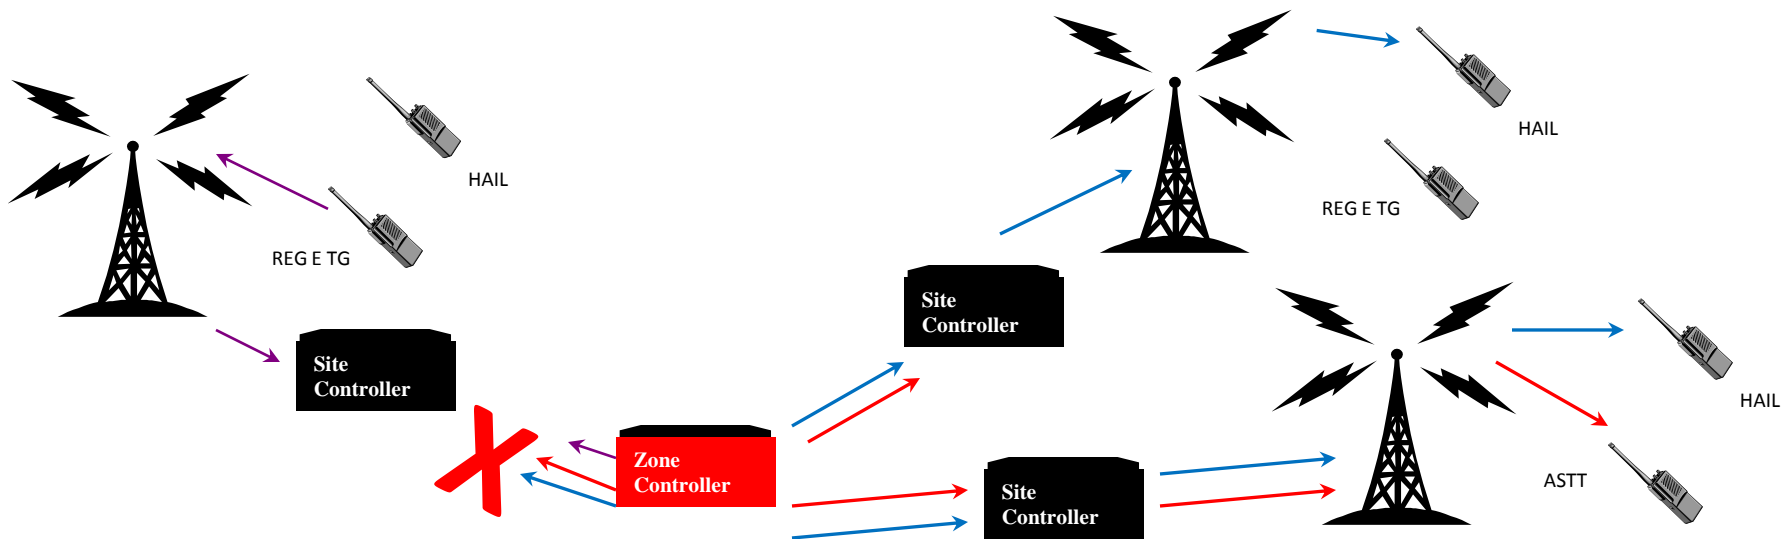 HAIL
HAIL
REG E TG
REG E TG
Site
Controller
Site
Controller
HAIL
Zone
Controller
ASTT
Site
Controller